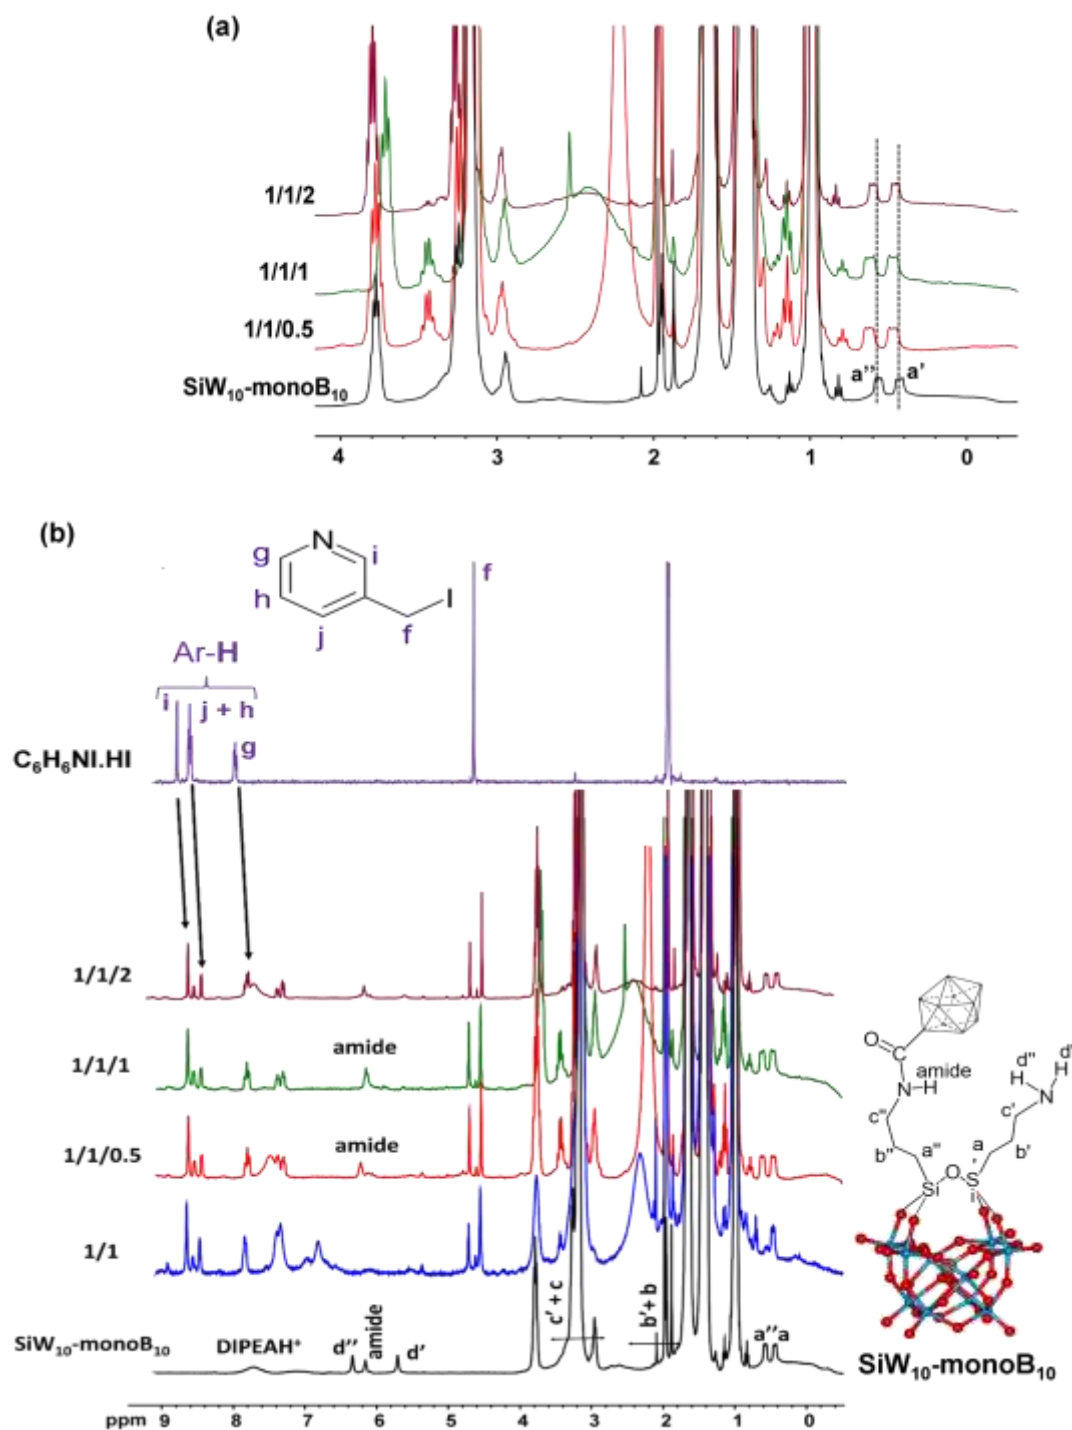 (a)
1/1/2
1/1/1
1/1/0.5
SiW₁₀-monoB₁₀
a'' a'
4 3 2 1 0
(b)
N
g i
h I
j f
f
Ar-H
i j + h
g
C₆H₆NI.HI
1/1/2
1/1/1
amide
1/1/0.5
amide
1/1
SiW₁₀-monoB₁₀
DIPEAH⁺
d''
amide
d'
c' + c
b'+ b
a''a
ppm 9 8 7 6 5 4 3 2 1 0
O
N-H
amide
d'' d'
H H
N
c'' c'
b'' b'
a'' a'
Si O Si
SiW₁₀-monoB₁₀